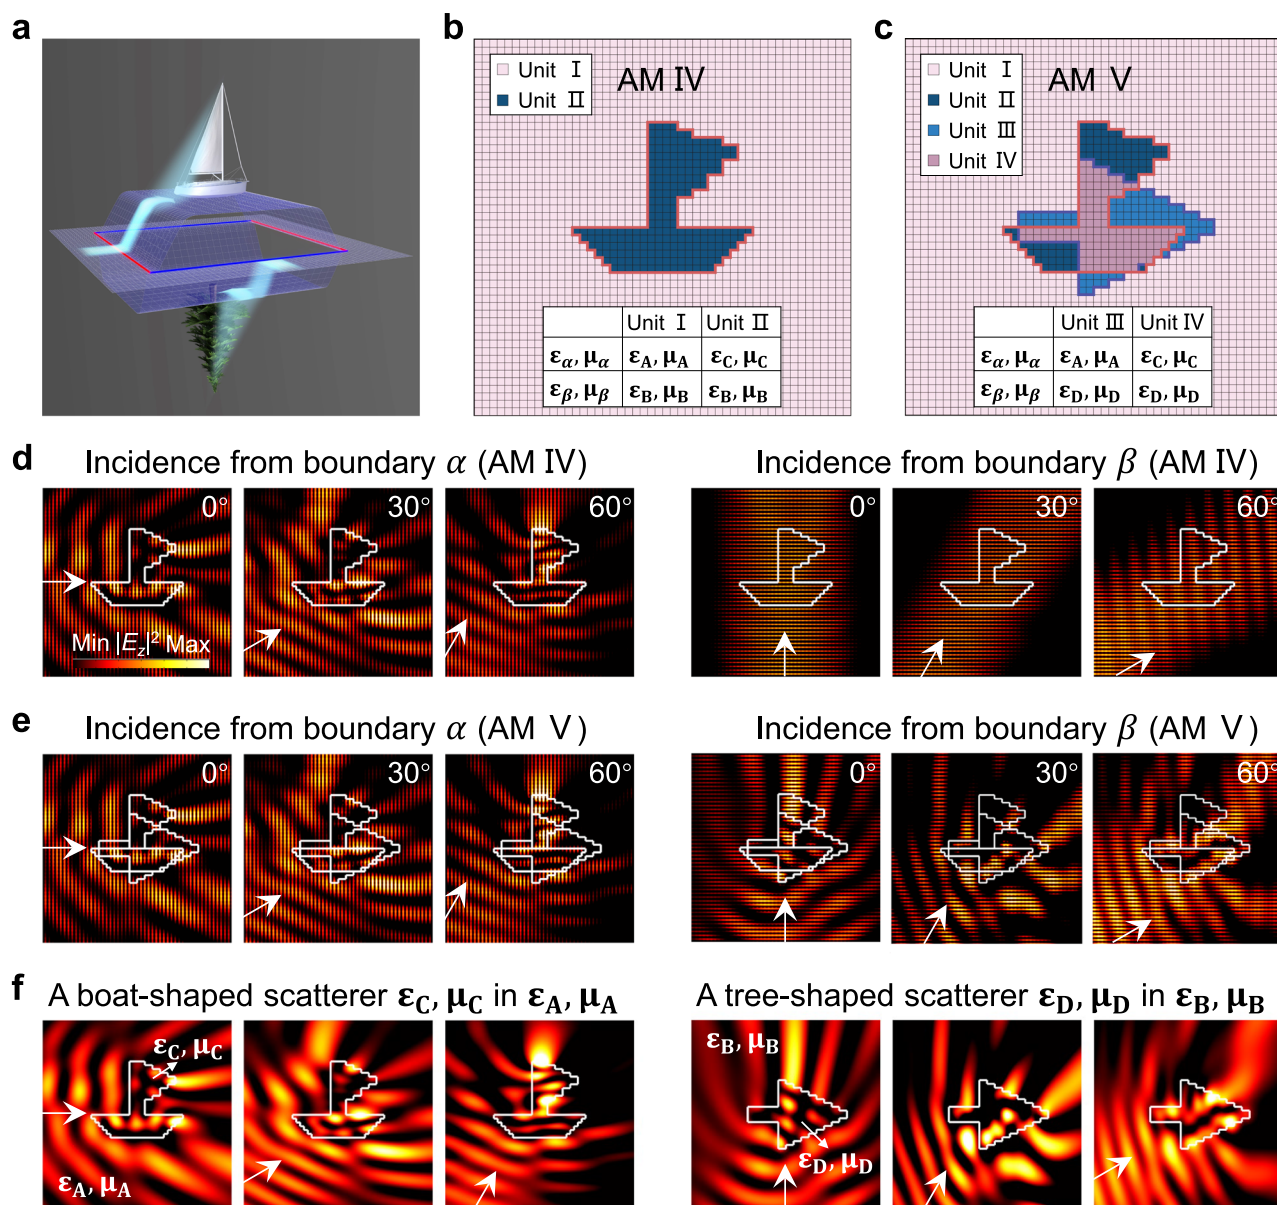 a
b
c
Unit Ⅰ
Unit Ⅱ
AM Ⅳ
Unit Ⅰ
Unit Ⅱ
Unit Ⅲ
Unit Ⅳ
AM Ⅴ
Unit Ⅰ Unit Ⅱ
εα, μα εA, μA εC, μC
εβ, μβ εB, μB εB, μB
Unit Ⅲ Unit Ⅳ
εα, μα εA, μA εC, μC
εβ, μβ εD, μD εD, μD
d
Incidence from boundary α (AM Ⅳ)
Incidence from boundary β (AM Ⅳ)
0° 30° 60°
0° 30° 60°
Min |Ez|² Max
e
Incidence from boundary α (AM Ⅴ)
Incidence from boundary β (AM Ⅴ)
0° 30° 60°
0° 30° 60°
f
A boat-shaped scatterer εC, μC in εA, μA
A tree-shaped scatterer εD, μD in εB, μB
εC, μC
εA, μA
εB, μB
εD, μD